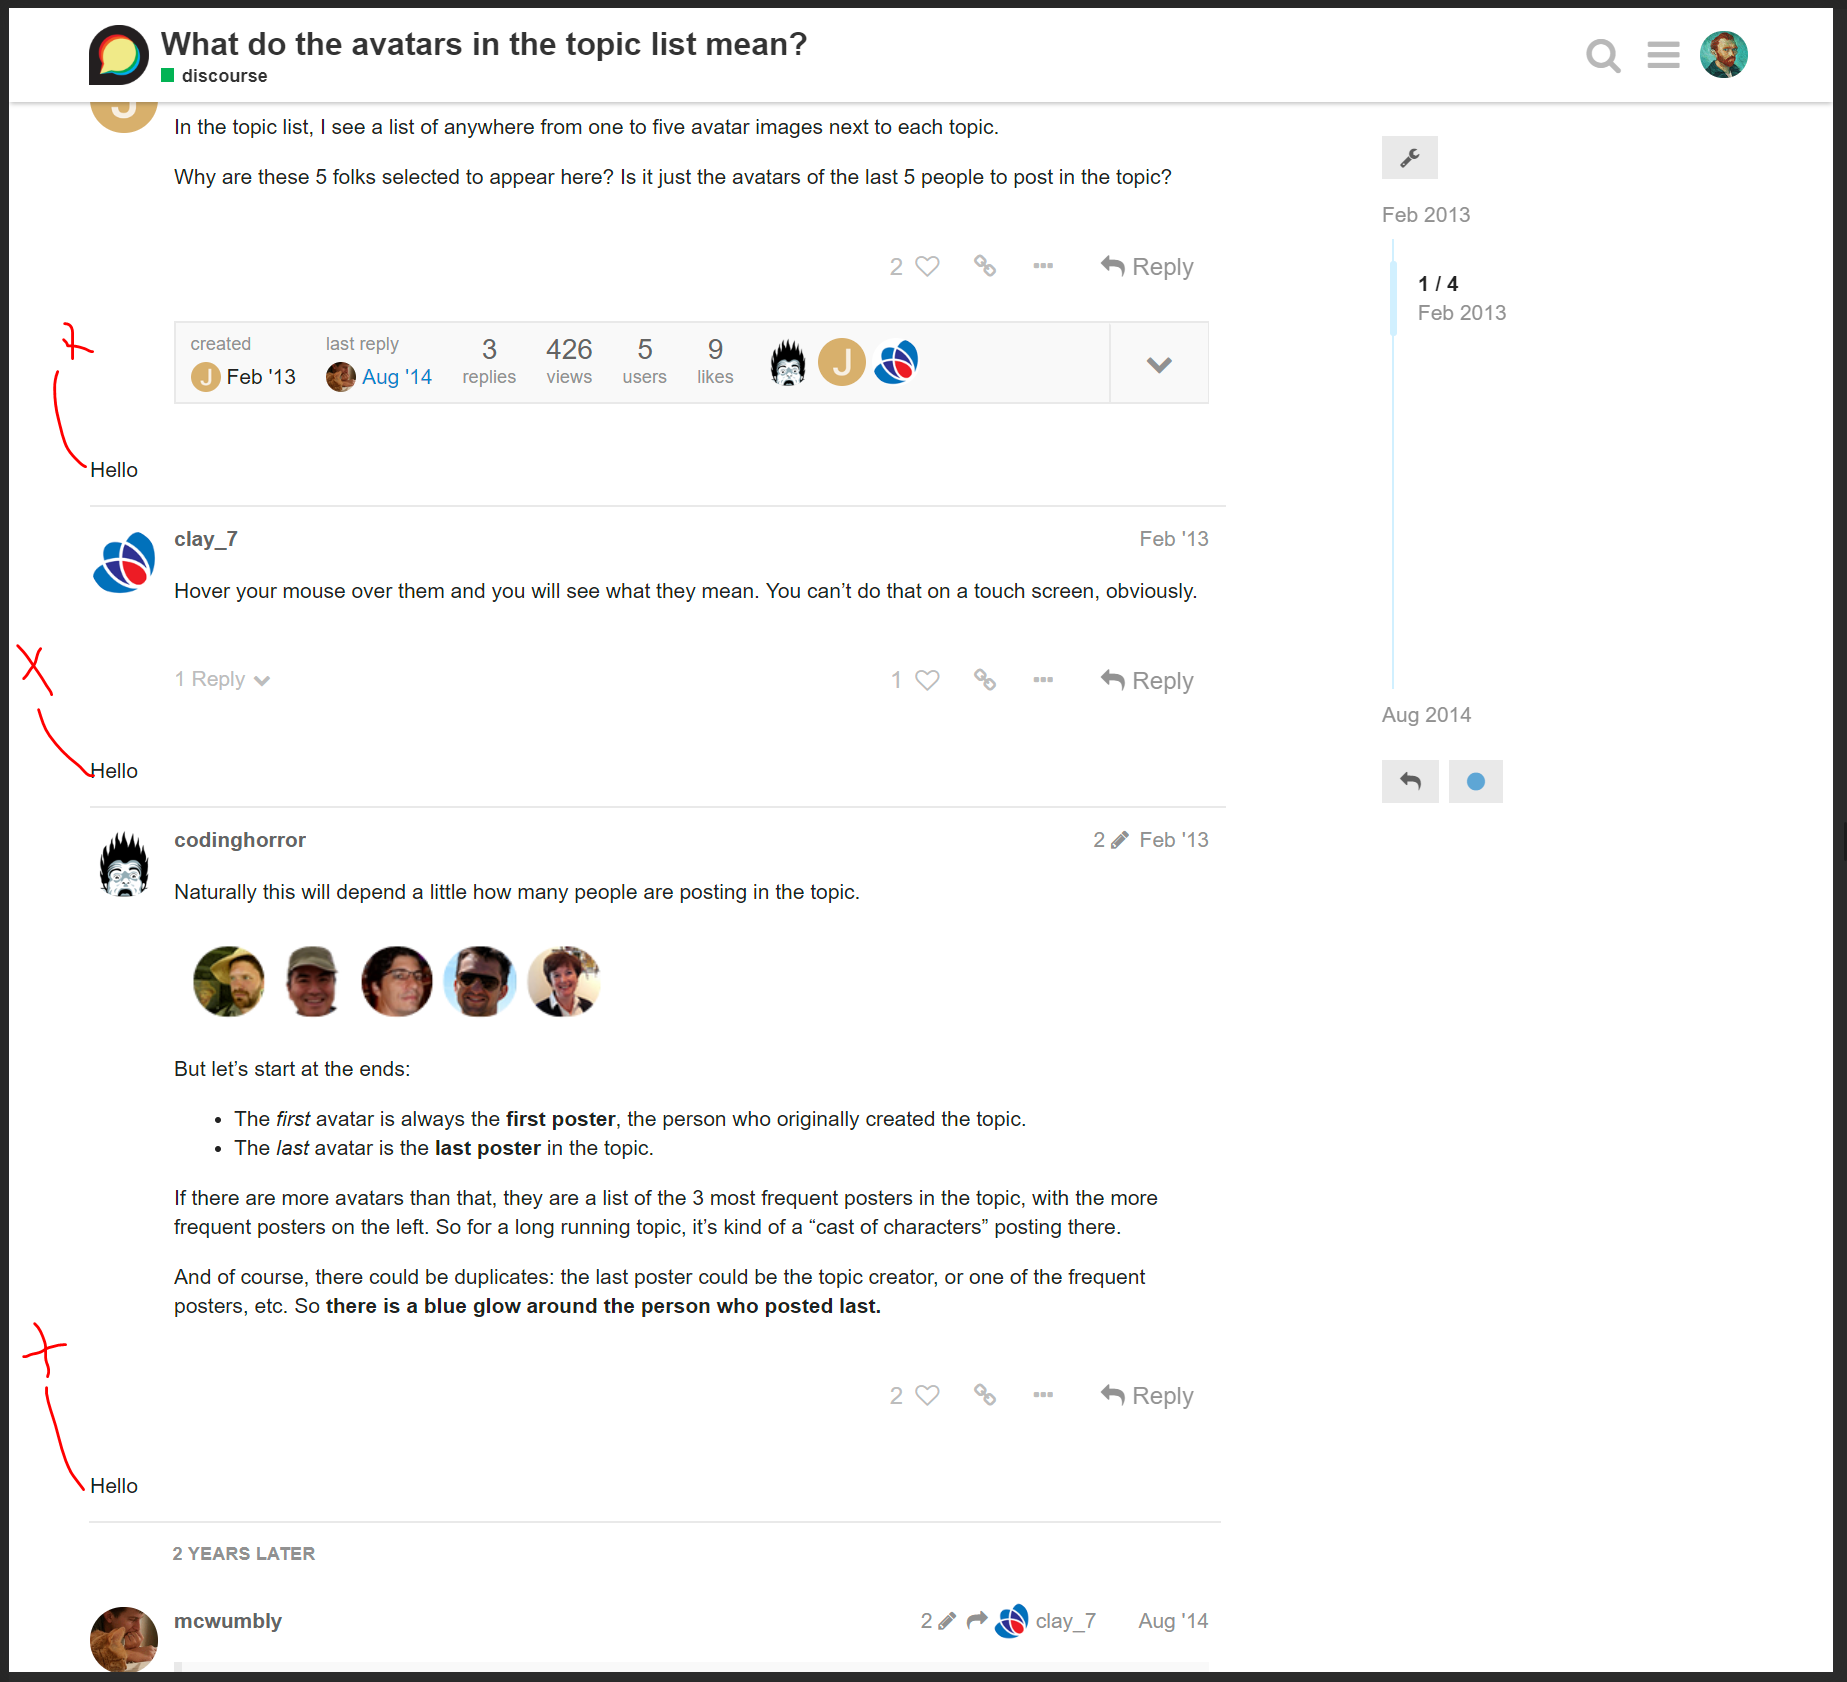 What do the avatars in the topic list mean?
discourse
J
In the topic list, I see a list of anywhere from one to five avatar images next to each topic.
Why are these 5 folks selected to appear here? Is it just the avatars of the last 5 people to post in the topic?
Feb 2013
2 Reply
1 / 4
Feb 2013
created last reply 3 426 5 9
J Feb '13 Aug '14 replies views users likes J
Hello
clay_7 Feb '13
Hover your mouse over them and you will see what they mean. You can’t do that on a touch screen, obviously.
1 Reply 1 Reply
Aug 2014
Hello
codinghorror 2 Feb '13
Naturally this will depend a little how many people are posting in the topic.
But let’s start at the ends:
• The first avatar is always the first poster, the person who originally created the topic.
• The last avatar is the last poster in the topic.
If there are more avatars than that, they are a list of the 3 most frequent posters in the topic, with the more
frequent posters on the left. So for a long running topic, it’s kind of a “cast of characters” posting there.
And of course, there could be duplicates: the last poster could be the topic creator, or one of the frequent
posters, etc. So there is a blue glow around the person who posted last.
2 Reply
Hello
2 YEARS LATER
mcwumbly 2 clay_7 Aug '14